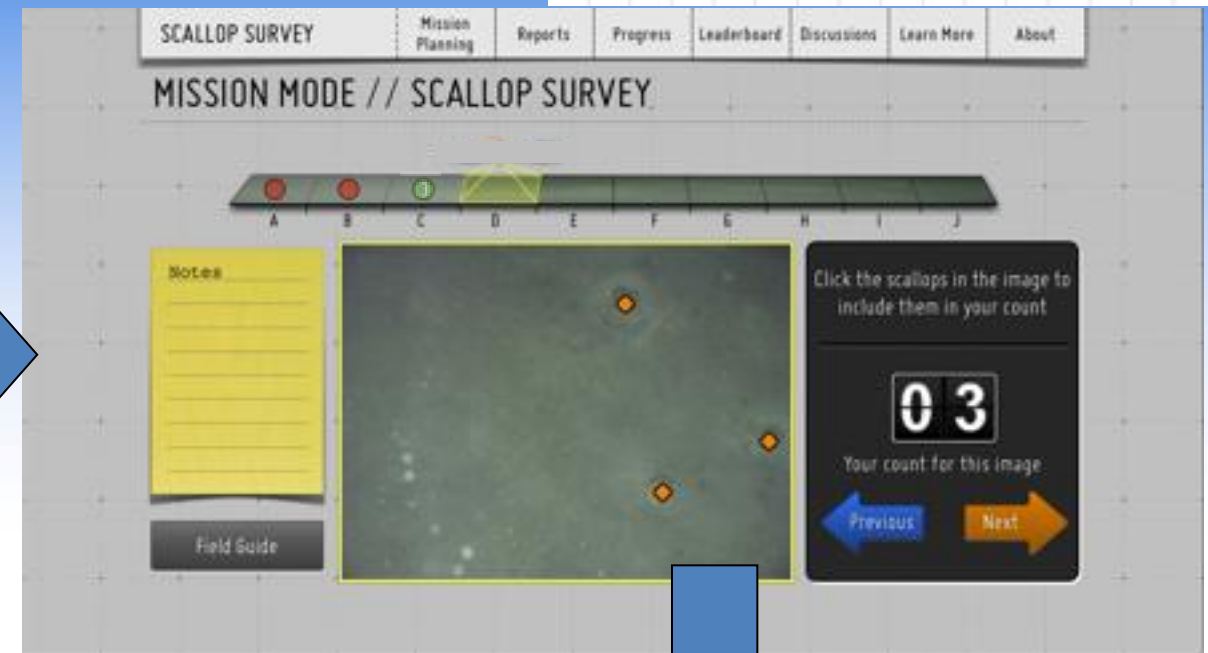 SCALLOP SURVEY
Mission
Planning
Reports
Progress
Leaderboard
Discussions
Learn More
About
MISSION MODE // SCALLOP SURVEY
3
A B C D E F G H I J
Notes
Click the scallops in the image to
include them in your count
03
Your count for this image
Previous
Next
Field Guide